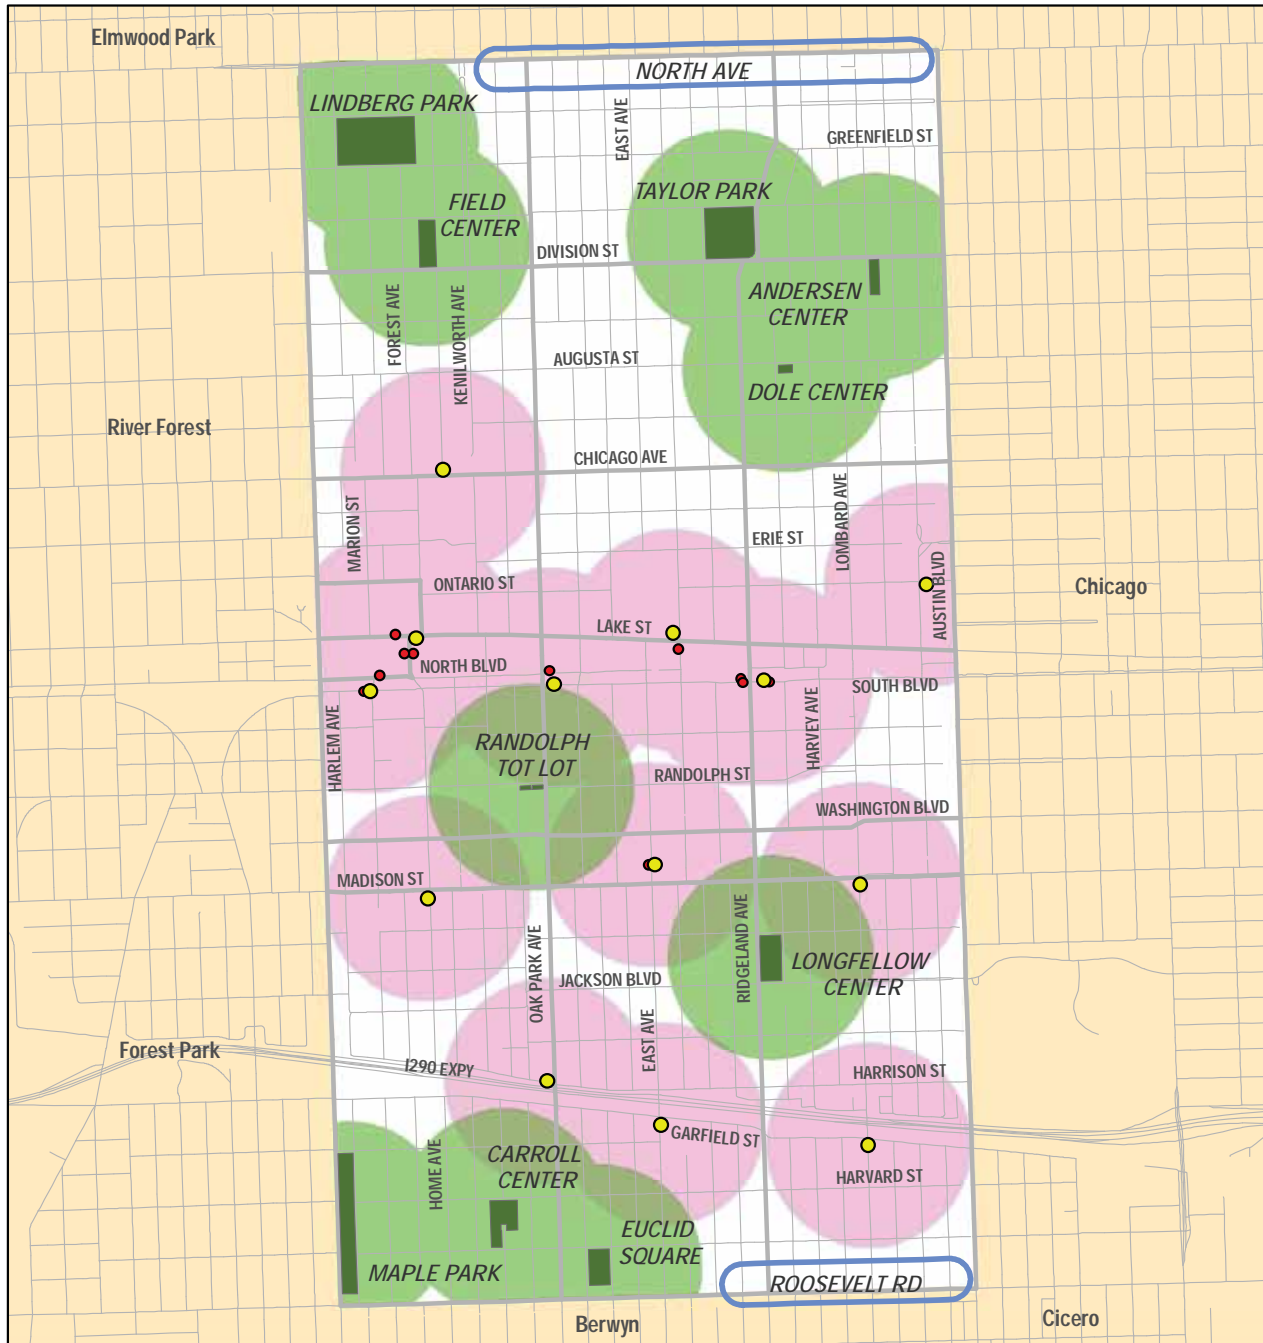 Elmwood Park
NORTH AVE
LINDBERG PARK
EAST AVE
GREENFIELD ST
TAYLOR PARK
FIELD
CENTER
DIVISION ST
ANDERSEN
CENTER
FOREST AVE
KENILWORTH AVE
AUGUSTA ST
DOLE CENTER
River Forest
CHICAGO AVE
MARION ST
LOMBARD AVE
ERIE ST
ONTARIO ST
Chicago
AUSTIN BLVD
LAKE ST
NORTH BLVD
SOUTH BLVD
HARLEM AVE
HARVEY AVE
RANDOLPH
TOT LOT
RANDOLPH ST
WASHINGTON BLVD
MADISON ST
RIDGELAND AVE
OAK PARK AVE
LONGFELLOW
CENTER
JACKSON BLVD
EAST AVE
Forest Park
I290 EXPY
HARRISON ST
GARFIELD ST
HOME AVE
CARROLL
CENTER
HARVARD ST
EUCLID
SQUARE
MAPLE PARK
ROOSEVELT RD
Berwyn
Cicero